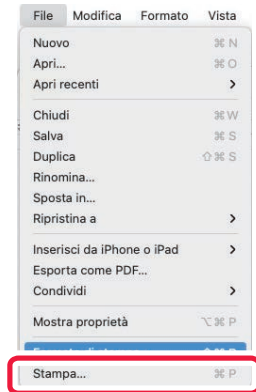 File Modifica Formato Vista
Nuovo ⌘ N
Apri... ⌘ O
Apri recenti >
Chiudi ⌘ W
Salva ⌘ S
Duplica ⇧ ⌘ S
Rinomina...
Sposta in...
Ripristina a >
Inserisci da iPhone o iPad >
Esporta come PDF...
Condividi >
Mostra proprietà ⌥ ⌘ P
Stampa... ⌘ P